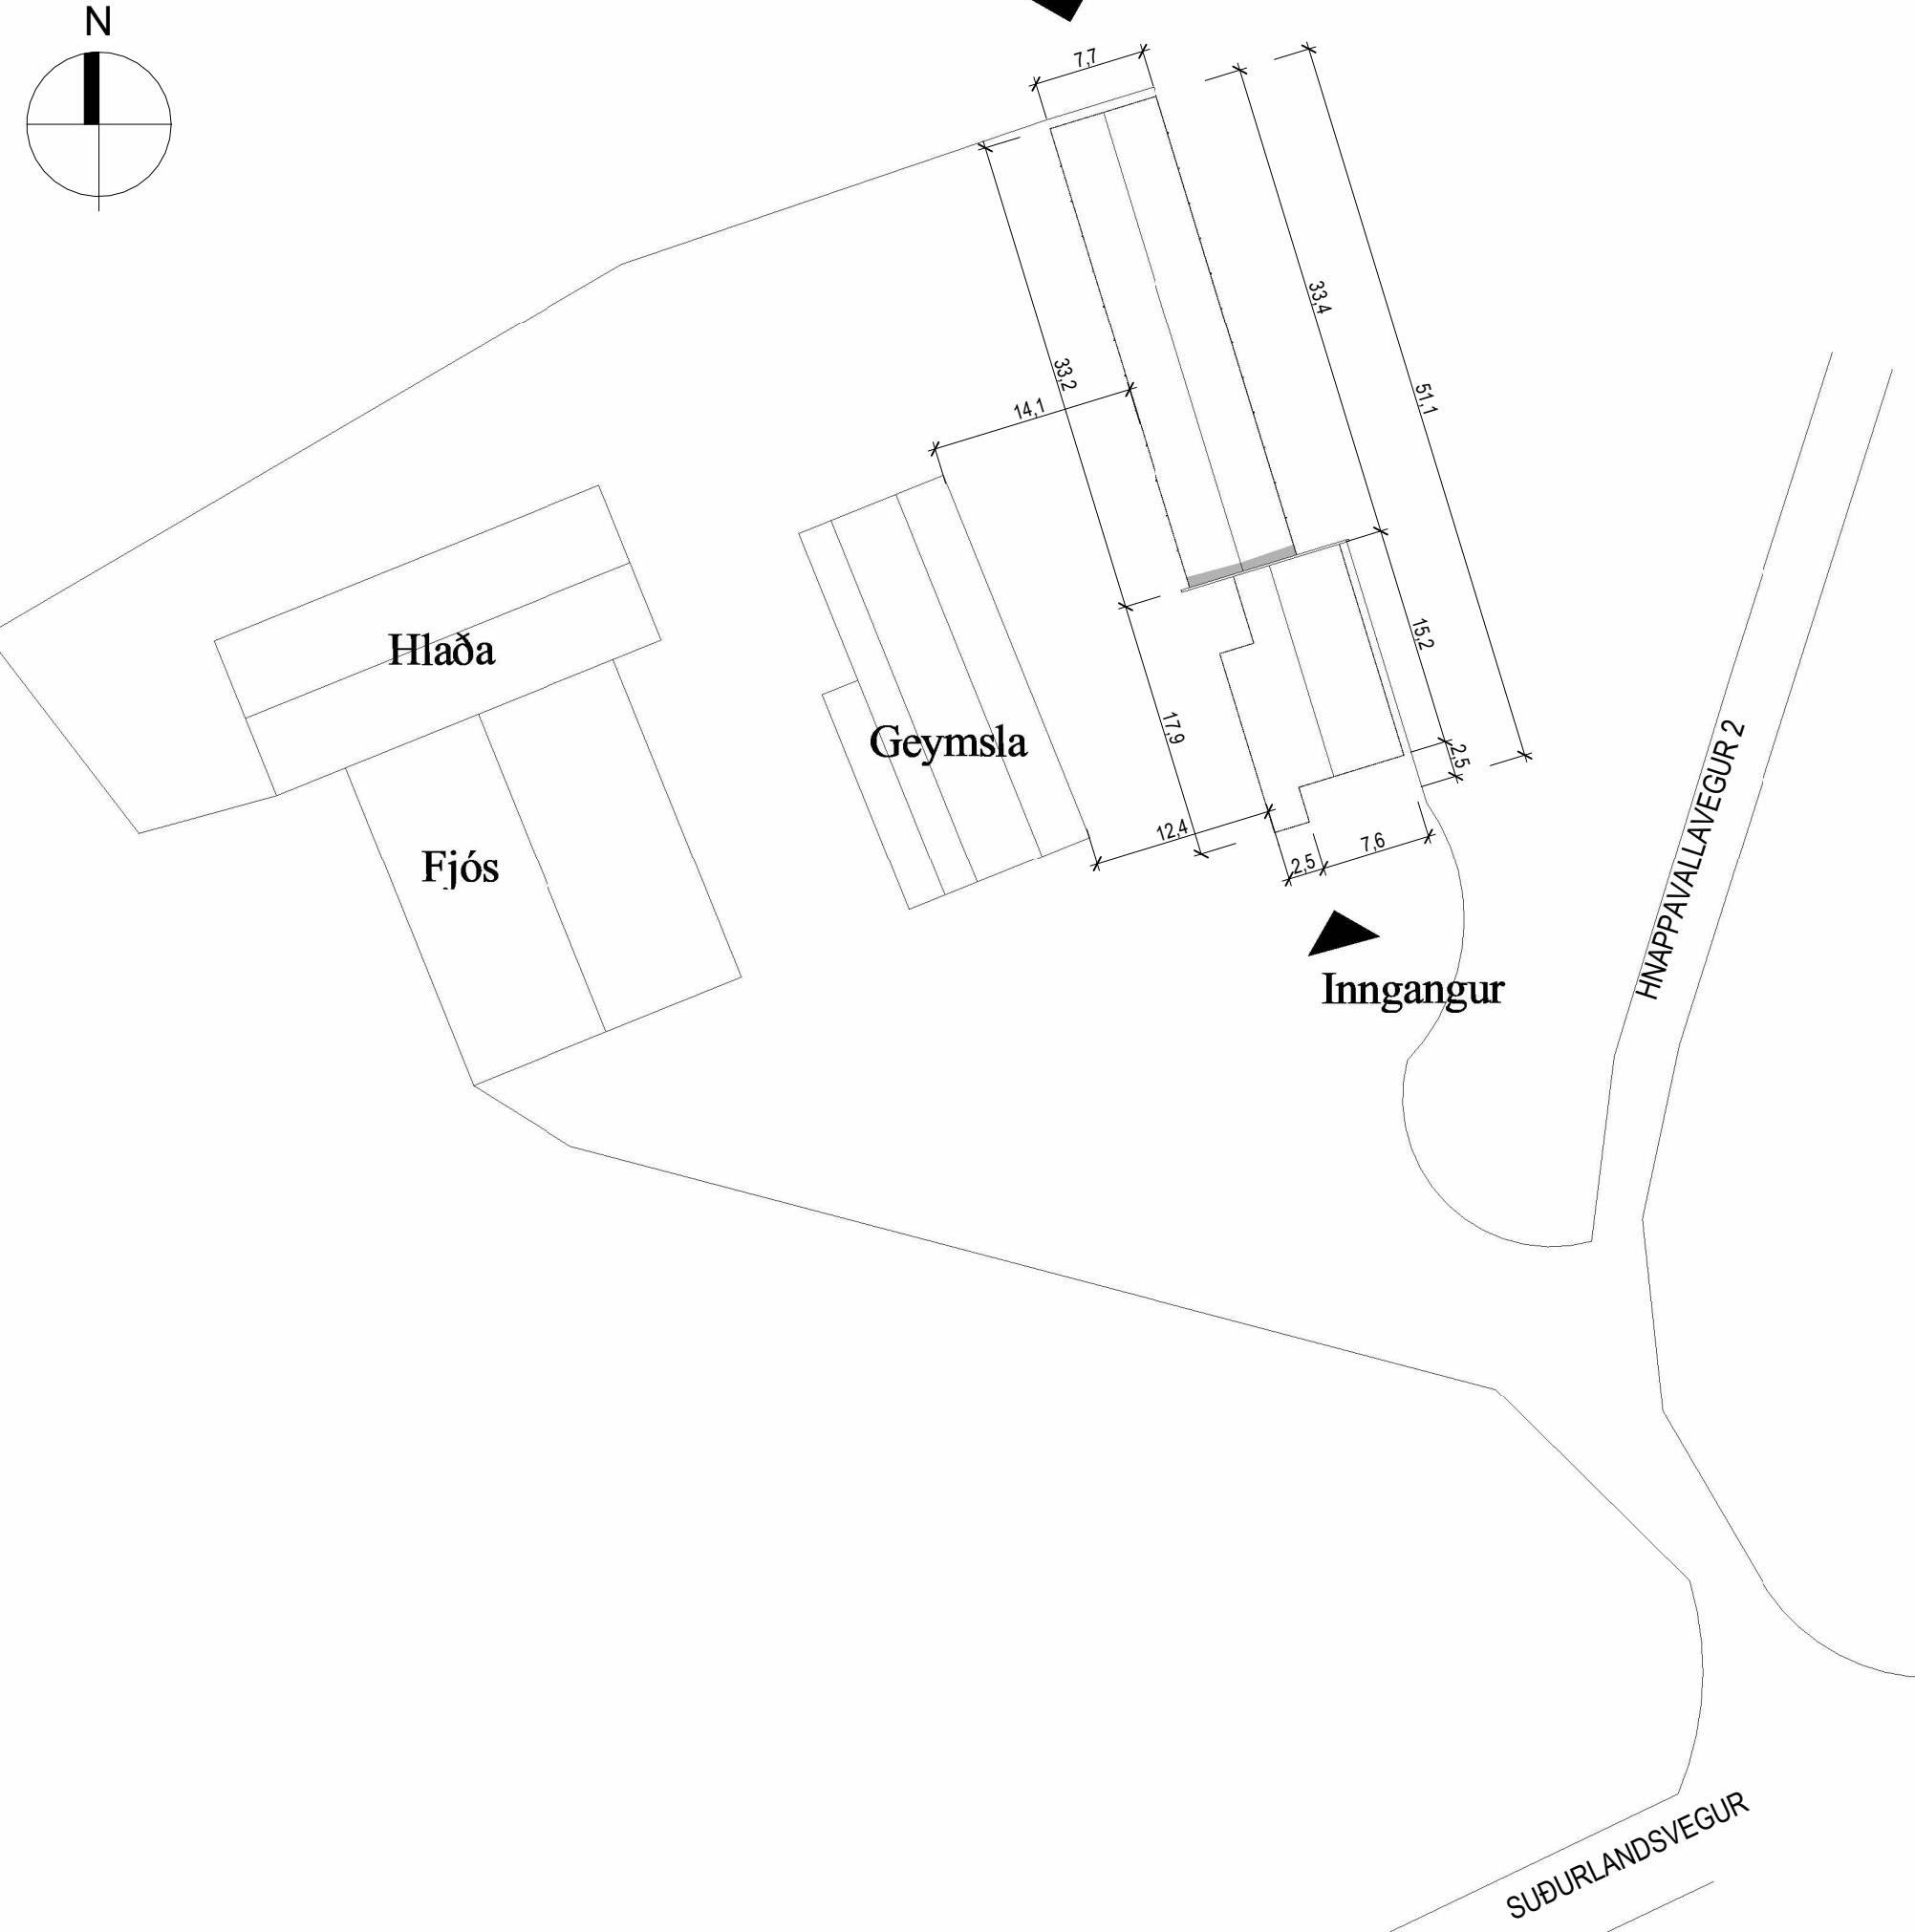 N
7,7
33,4
33,2
51,1
14,1
15,2
Hlaða
17,9
Geymsla
2,5
HNAPPAVALLAVEGUR 2
12,4
7,6
2,5
Fjós
Inngangur
SUÐURLANDSVEGUR